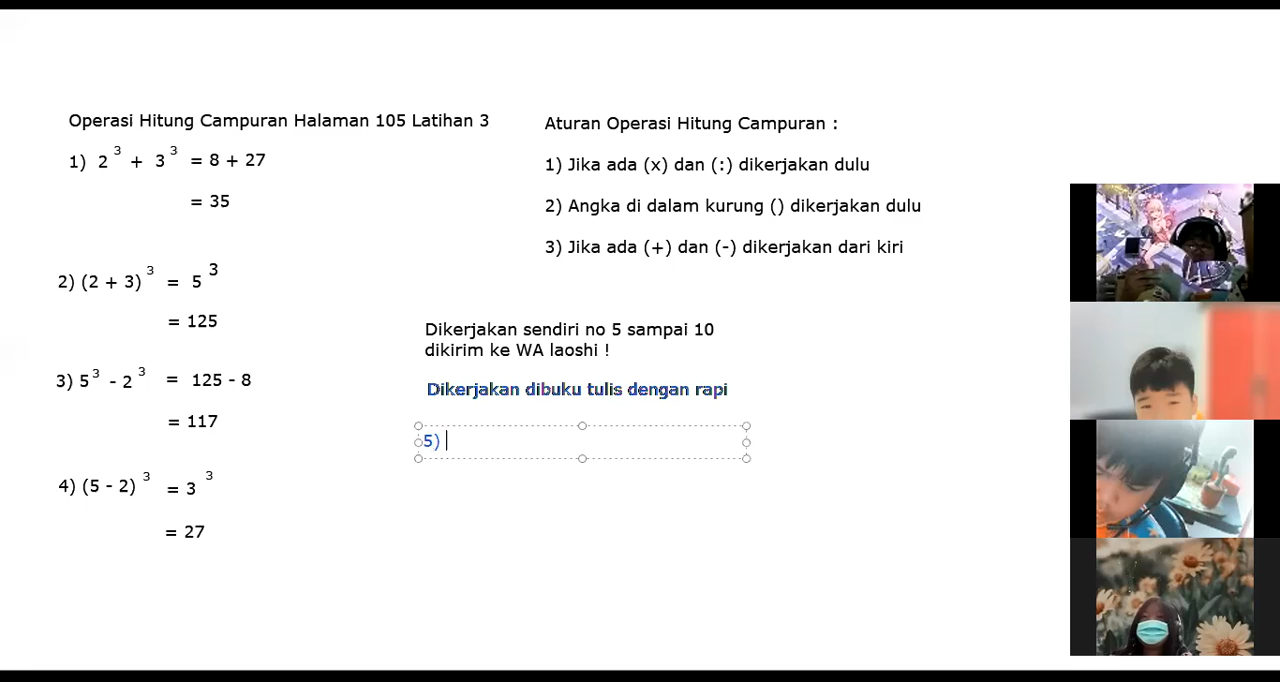 Operasi Hitung Campuran Halaman 105 Latihan 3
1) 2³ + 3³ = 8 + 27
= 35
2) (2 + 3)³ = 5³
= 125
3) 5³ - 2³ = 125 - 8
= 117
4) (5 - 2)³ = 3³
= 27
Aturan Operasi Hitung Campuran :
1) Jika ada (x) dan (:) dikerjakan dulu
2) Angka di dalam kurung () dikerjakan dulu
3) Jika ada (+) dan (-) dikerjakan dari kiri
Dikerjakan sendiri no 5 sampai 10
dikirim ke WA laoshi !
Dikerjakan dibuku tulis dengan rapi
5)